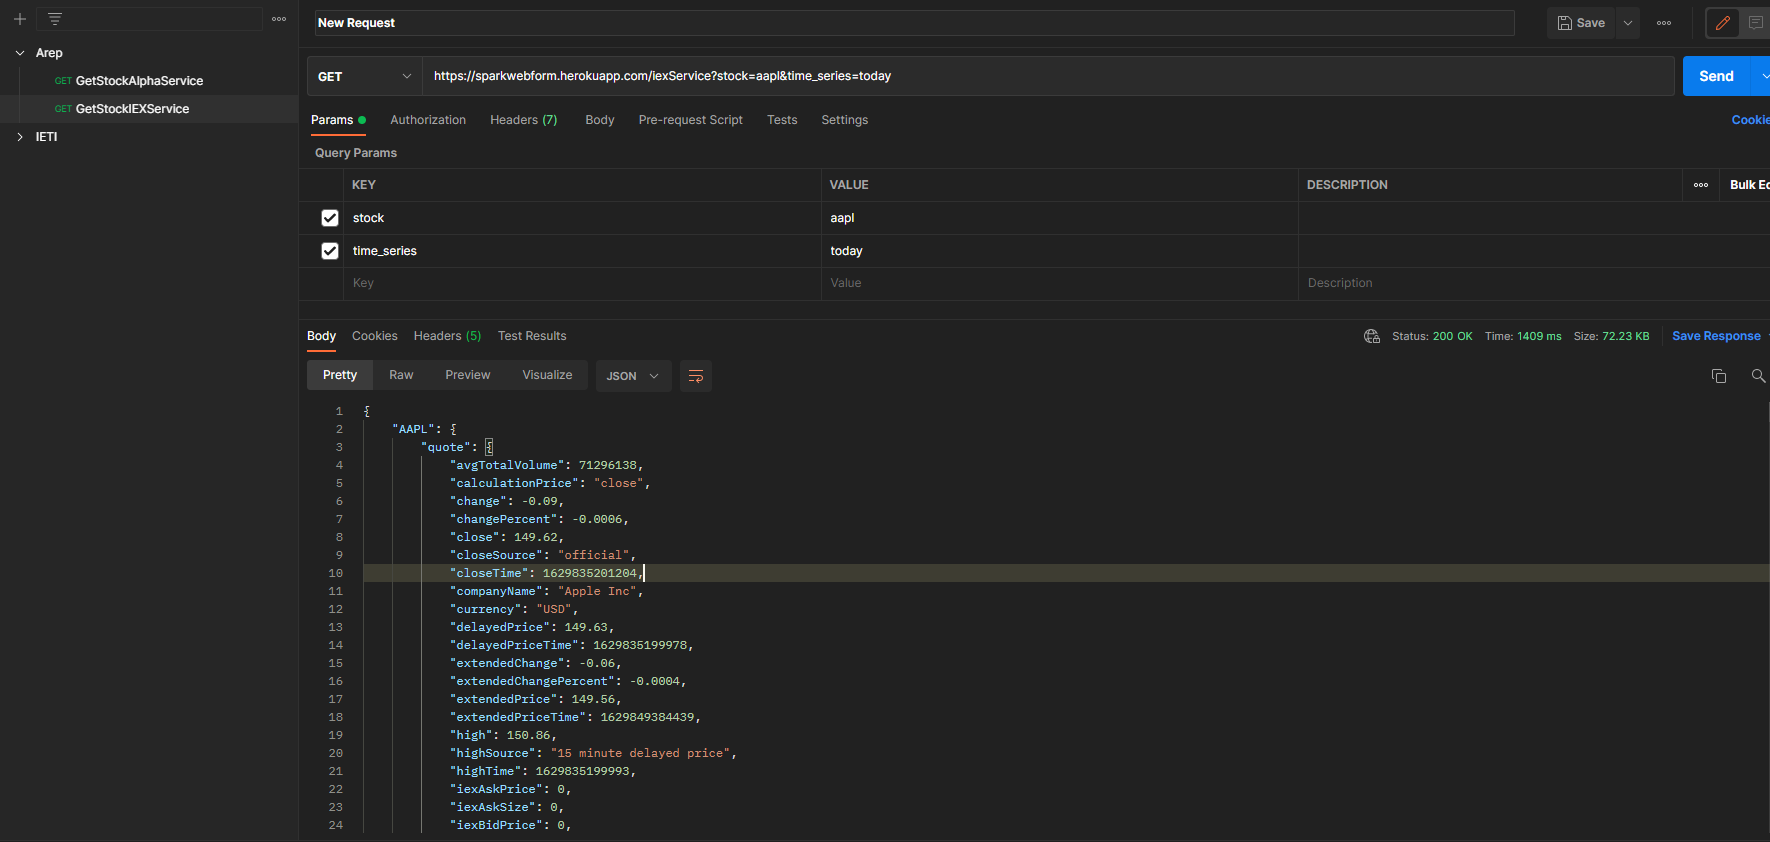 New Request
Save
Arep
GET GetStockAlphaService
GET GetStockIEXService
IETI
GET
https://sparkwebform.herokuapp.com/iexService?stock=aapl&time_series=today
Send
Params
Authorization
Headers (7)
Body
Pre-request Script
Tests
Settings
Cookie
Query Params
KEY VALUE DESCRIPTION Bulk Ed
stock aapl
time_series today
Key Value Description
Body Cookies Headers (5) Test Results Status: 200 OK Time: 1409 ms Size: 72.23 KB Save Response
Pretty Raw Preview Visualize JSON
1 {
2 "AAPL": {
3 "quote": {
4 "avgTotalVolume": 71296138,
5 "calculationPrice": "close",
6 "change": -0.09,
7 "changePercent": -0.0006,
8 "close": 149.62,
9 "closeSource": "official",
10 "closeTime": 1629835201204,
11 "companyName": "Apple Inc",
12 "currency": "USD",
13 "delayedPrice": 149.63,
14 "delayedPriceTime": 1629835199978,
15 "extendedChange": -0.06,
16 "extendedChangePercent": -0.0004,
17 "extendedPrice": 149.56,
18 "extendedPriceTime": 1629849384439,
19 "high": 150.86,
20 "highSource": "15 minute delayed price",
21 "highTime": 1629835199993,
22 "iexAskPrice": 0,
23 "iexAskSize": 0,
24 "iexBidPrice": 0,